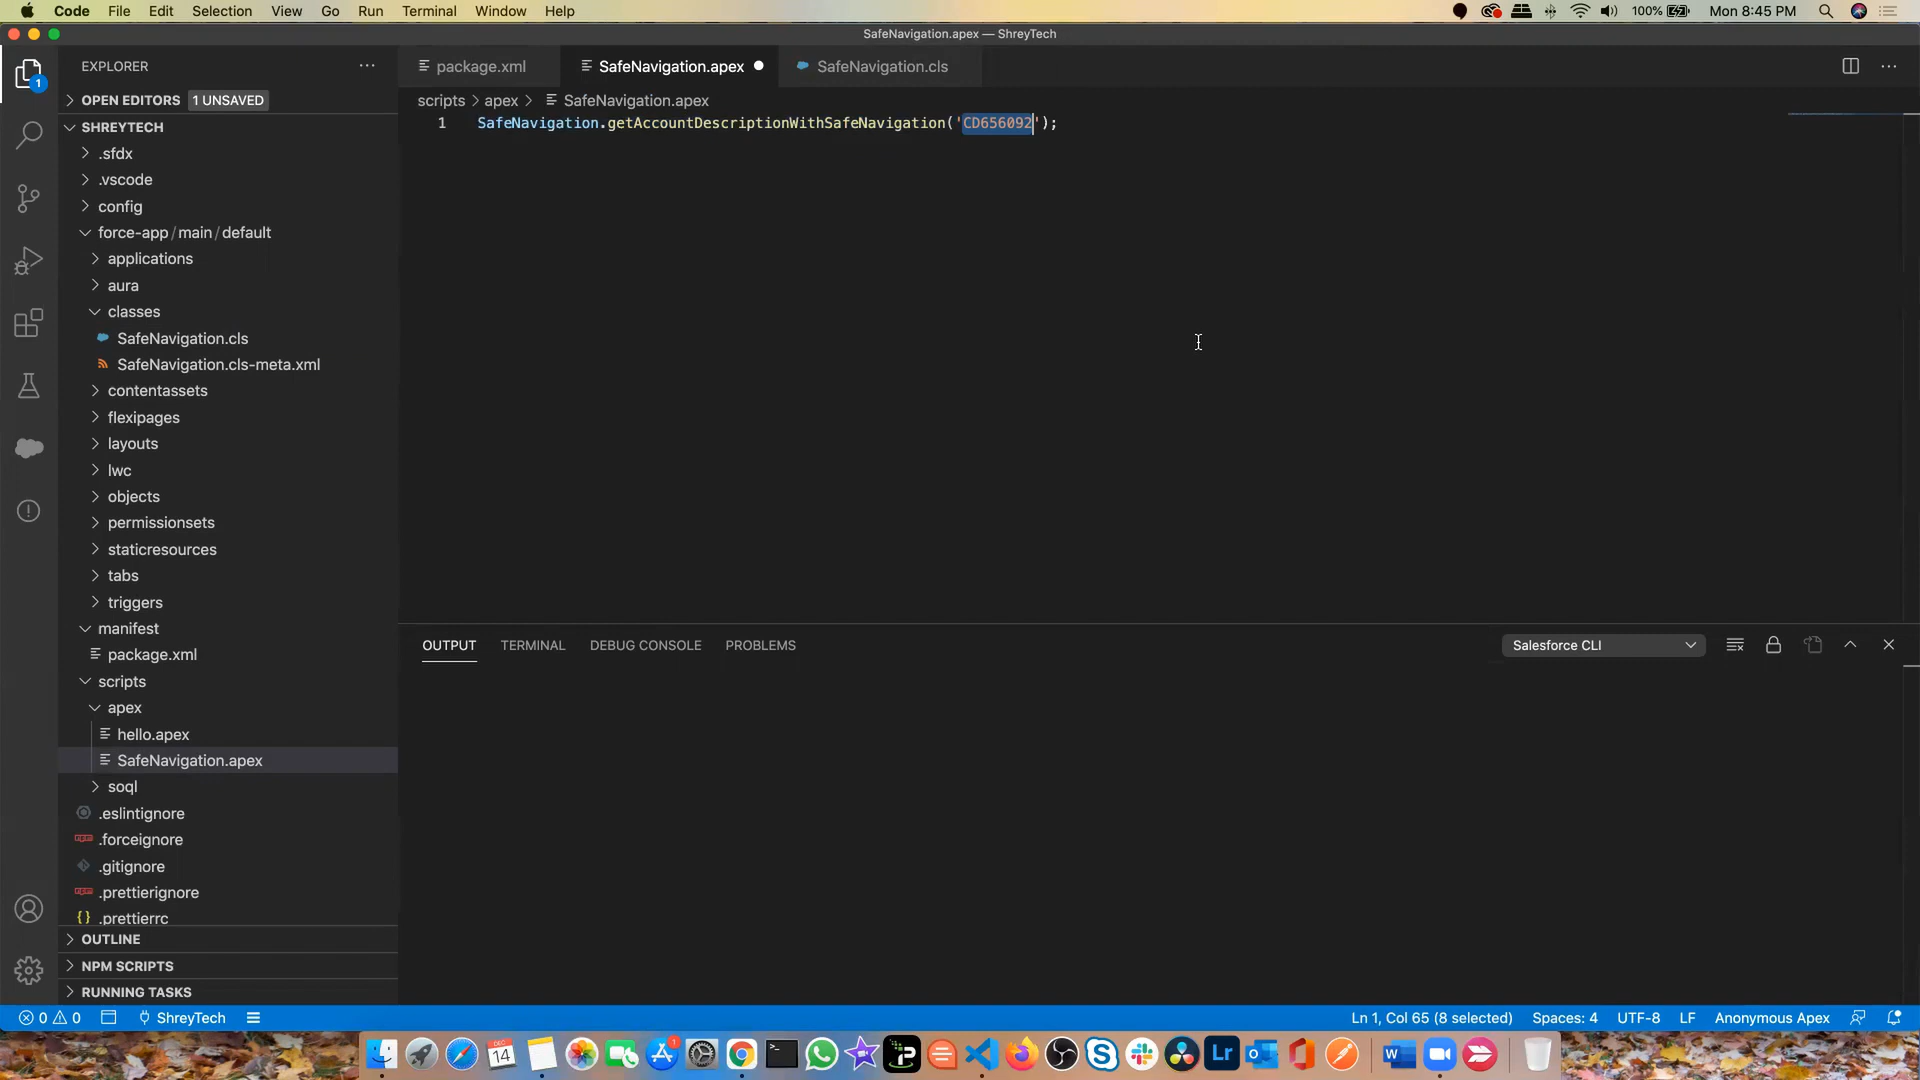 Code File Edit Selection View Go Run Terminal Window Help
100% Mon 8:45 PM
SafeNavigation.apex — ShreyTech
EXPLORER
OPEN EDITORS 1 UNSAVED
SHREYTECH
.sfdx
.vscode
config
force-app / main / default
applications
aura
classes
SafeNavigation.cls
SafeNavigation.cls-meta.xml
contentassets
flexipages
layouts
lwc
objects
permissionsets
staticresources
tabs
triggers
manifest
package.xml
scripts
apex
hello.apex
SafeNavigation.apex
soql
.eslintignore
.forceignore
.gitignore
.prettierignore
.prettierrc
OUTLINE
NPM SCRIPTS
RUNNING TASKS
1
package.xml SafeNavigation.apex SafeNavigation.cls
scripts > apex > SafeNavigation.apex
1 SafeNavigation.getAccountDescriptionWithSafeNavigation('CD656092');
OUTPUT TERMINAL DEBUG CONSOLE PROBLEMS
Salesforce CLI
0 0 ShreyTech
Ln 1, Col 65 (8 selected) Spaces: 4 UTF-8 LF Anonymous Apex
DEC
14
1
Lr
W